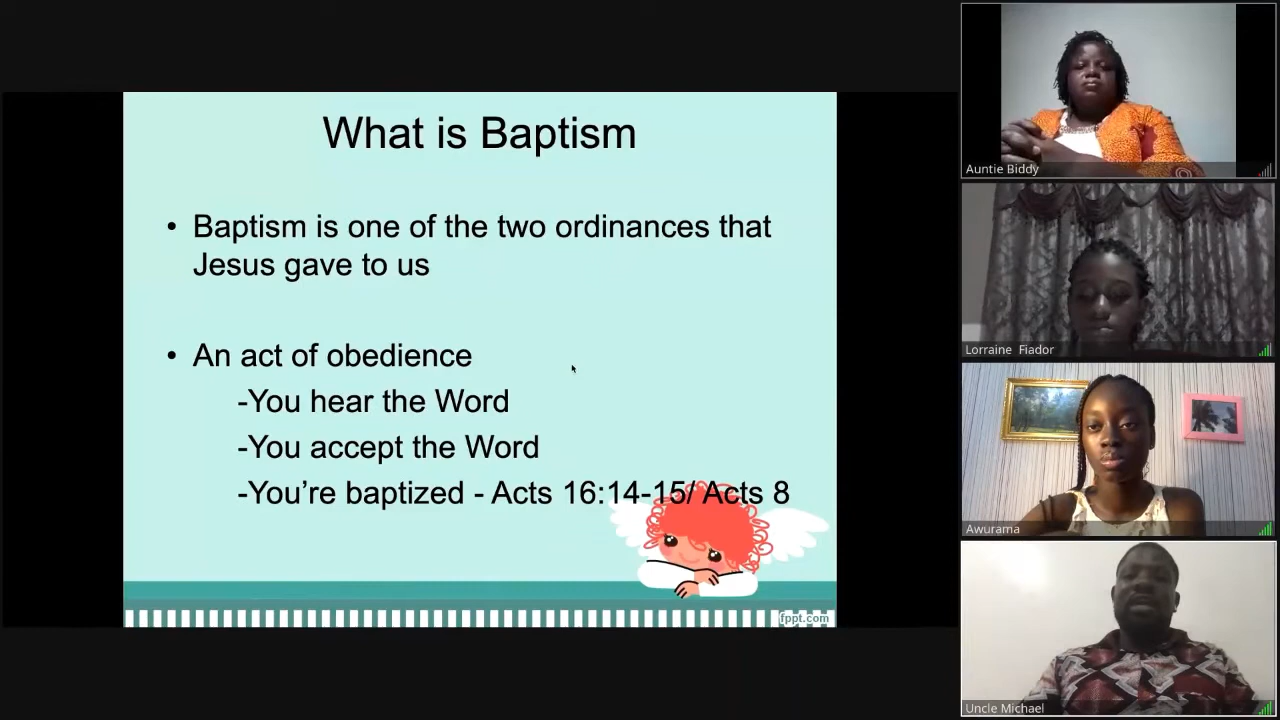 What is Baptism
• Baptism is one of the two ordinances that
Jesus gave to us
• An act of obedience
-You hear the Word
-You accept the Word
-You’re baptized - Acts 16:14-15/ Acts 8
fppt.com
Auntie Biddy
Lorraine Fiador
Awurama
Uncle Michael